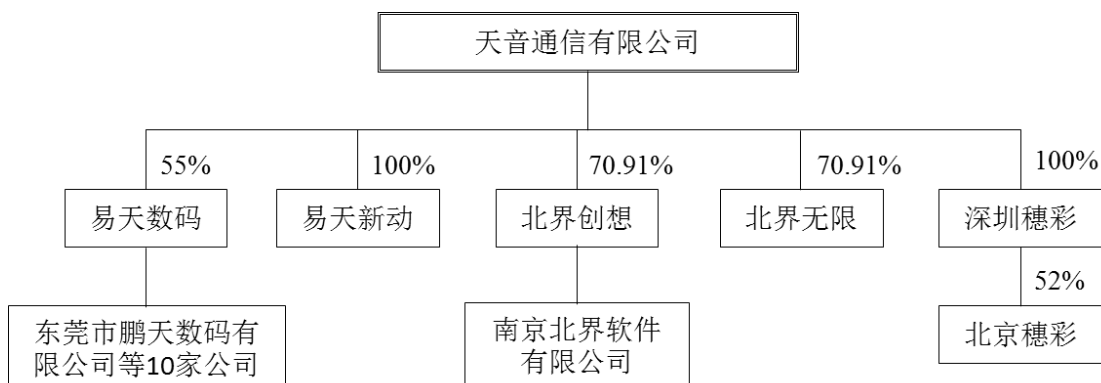 天音通信有限公司
55%
100%
70.91%
70.91%
100%
易天数码
易天新动
北界创想
北界无限
深圳穗彩
52%
东莞市鹏天数码有
限公司等10家公司
南京北界软件
有限公司
北京穗彩